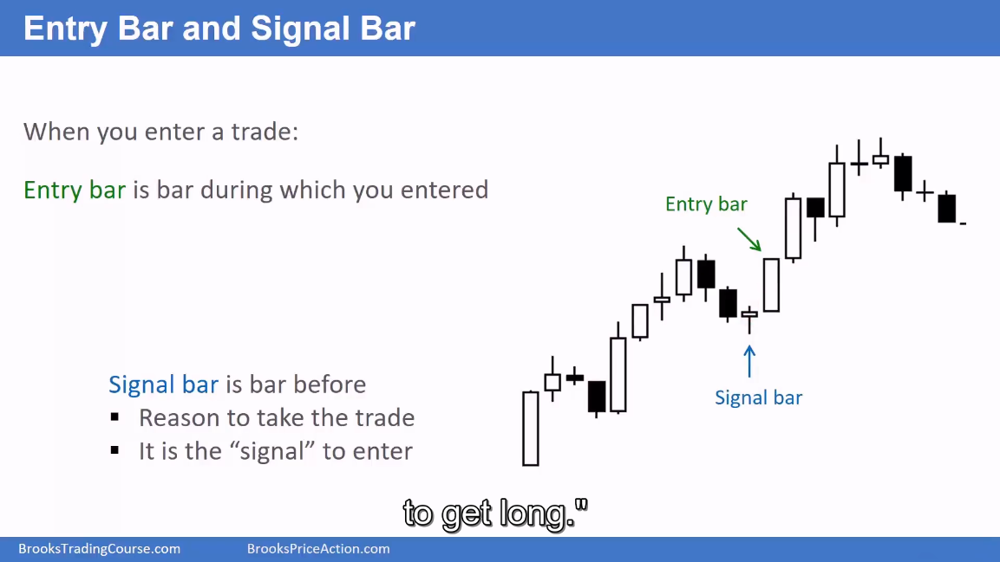 Entry Bar and Signal Bar
When you enter a trade:
Entry bar is bar during which you entered
Entry bar
Signal bar is bar before
▪ Reason to take the trade
▪ It is the “signal” to enter
Signal bar
to get long."
BrooksTradingCourse.com
BrooksPriceAction.com